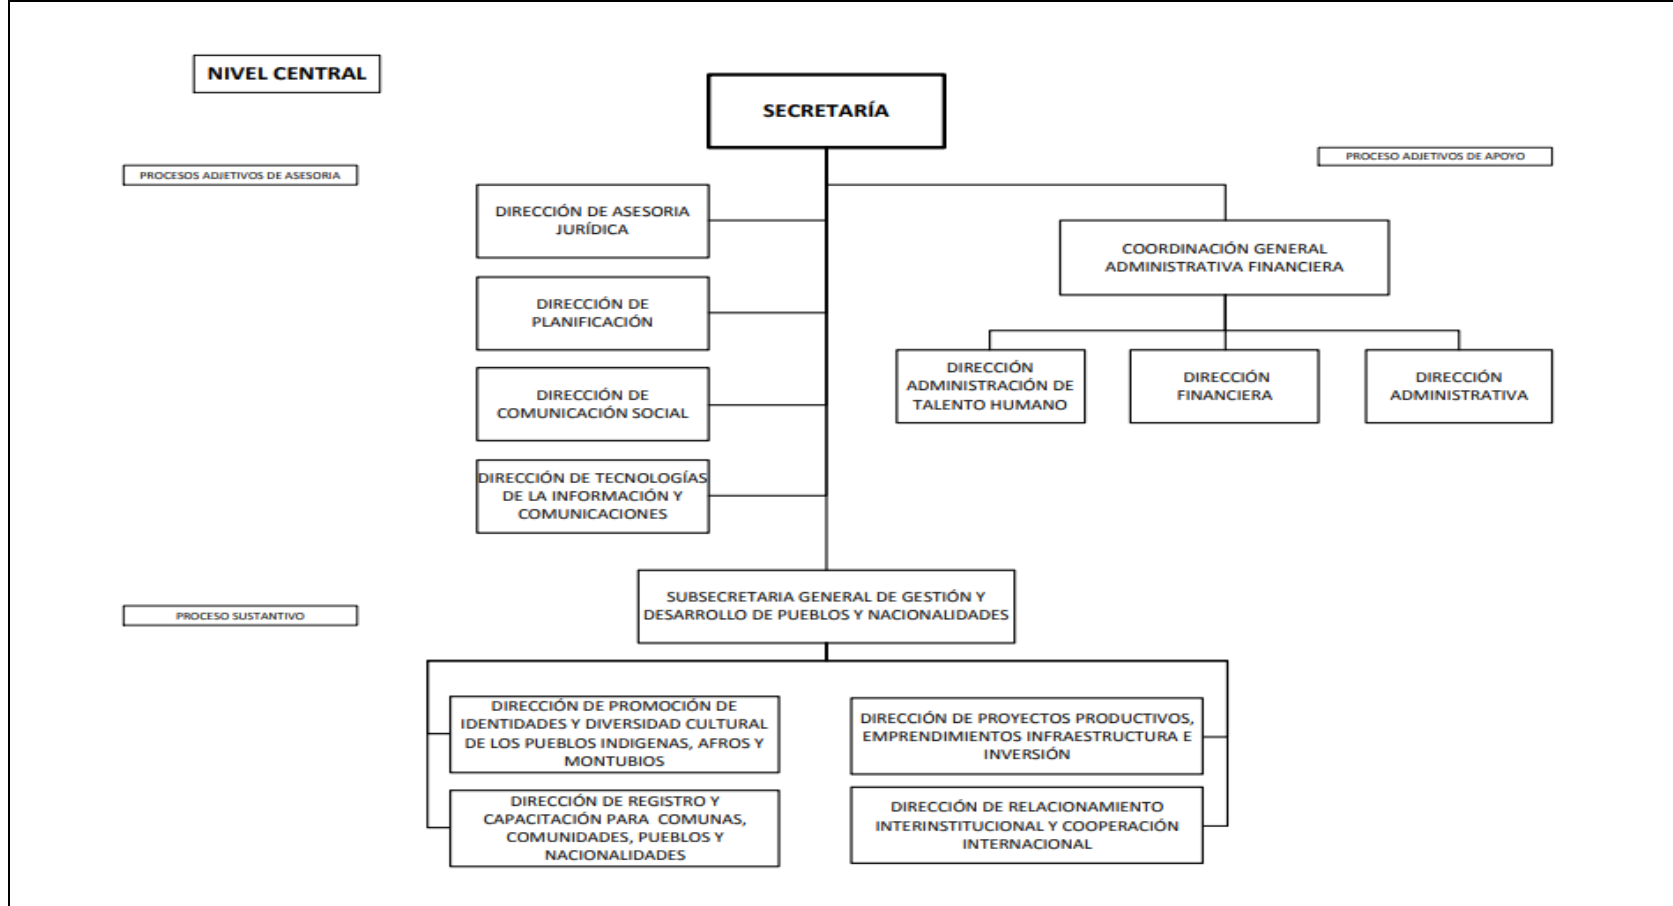 NIVEL CENTRAL
SECRETARÍA
PROCESO ADJETIVOS DE APOYO
PROCESOS ADJETIVOS DE ASESORIA
DIRECCIÓN DE ASESORIA
JURÍDICA
COORDINACIÓN GENERAL
ADMINISTRATIVA FINANCIERA
DIRECCIÓN DE
PLANIFICACIÓN
DIRECCIÓN
ADMINISTRACIÓN DE
TALENTO HUMANO
DIRECCIÓN
FINANCIERA
DIRECCIÓN
ADMINISTRATIVA
DIRECCIÓN DE
COMUNICACIÓN SOCIAL
DIRECCIÓN DE TECNOLOGÍAS
DE LA INFORMACIÓN Y
COMUNICACIONES
SUBSECRETARIA GENERAL DE GESTIÓN Y
DESARROLLO DE PUEBLOS Y NACIONALIDADES
PROCESO SUSTANTIVO
DIRECCIÓN DE PROMOCIÓN DE
IDENTIDADES Y DIVERSIDAD CULTURAL
DE LOS PUEBLOS INDIGENAS, AFROS Y
MONTUBIOS
DIRECCIÓN DE PROYECTOS PRODUCTIVOS,
EMPRENDIMIENTOS INFRAESTRUCTURA E
INVERSIÓN
DIRECCIÓN DE REGISTRO Y
CAPACITACIÓN PARA  COMUNAS,
COMUNIDADES, PUEBLOS Y
NACIONALIDADES
DIRECCIÓN DE RELACIONAMIENTO
INTERINSTITUCIONAL Y COOPERACIÓN
INTERNACIONAL